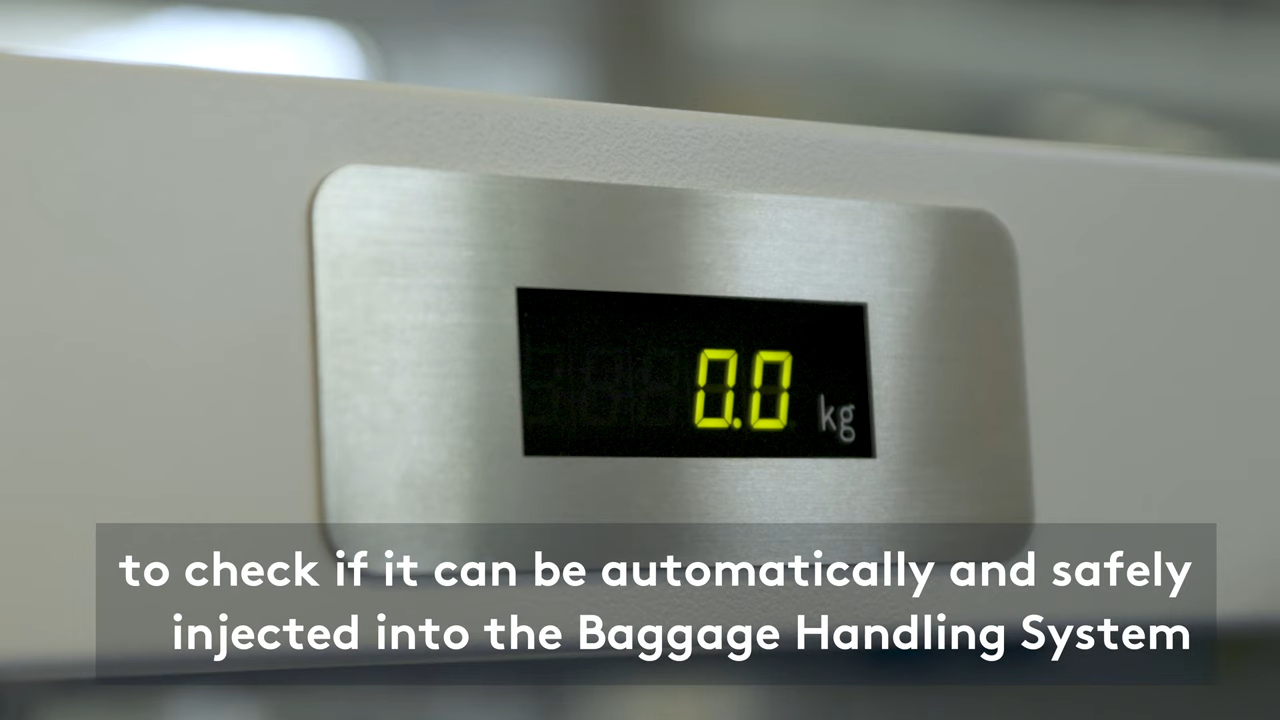 0.0 kg
to check if it can be automatically and safely
injected into the Baggage Handling System